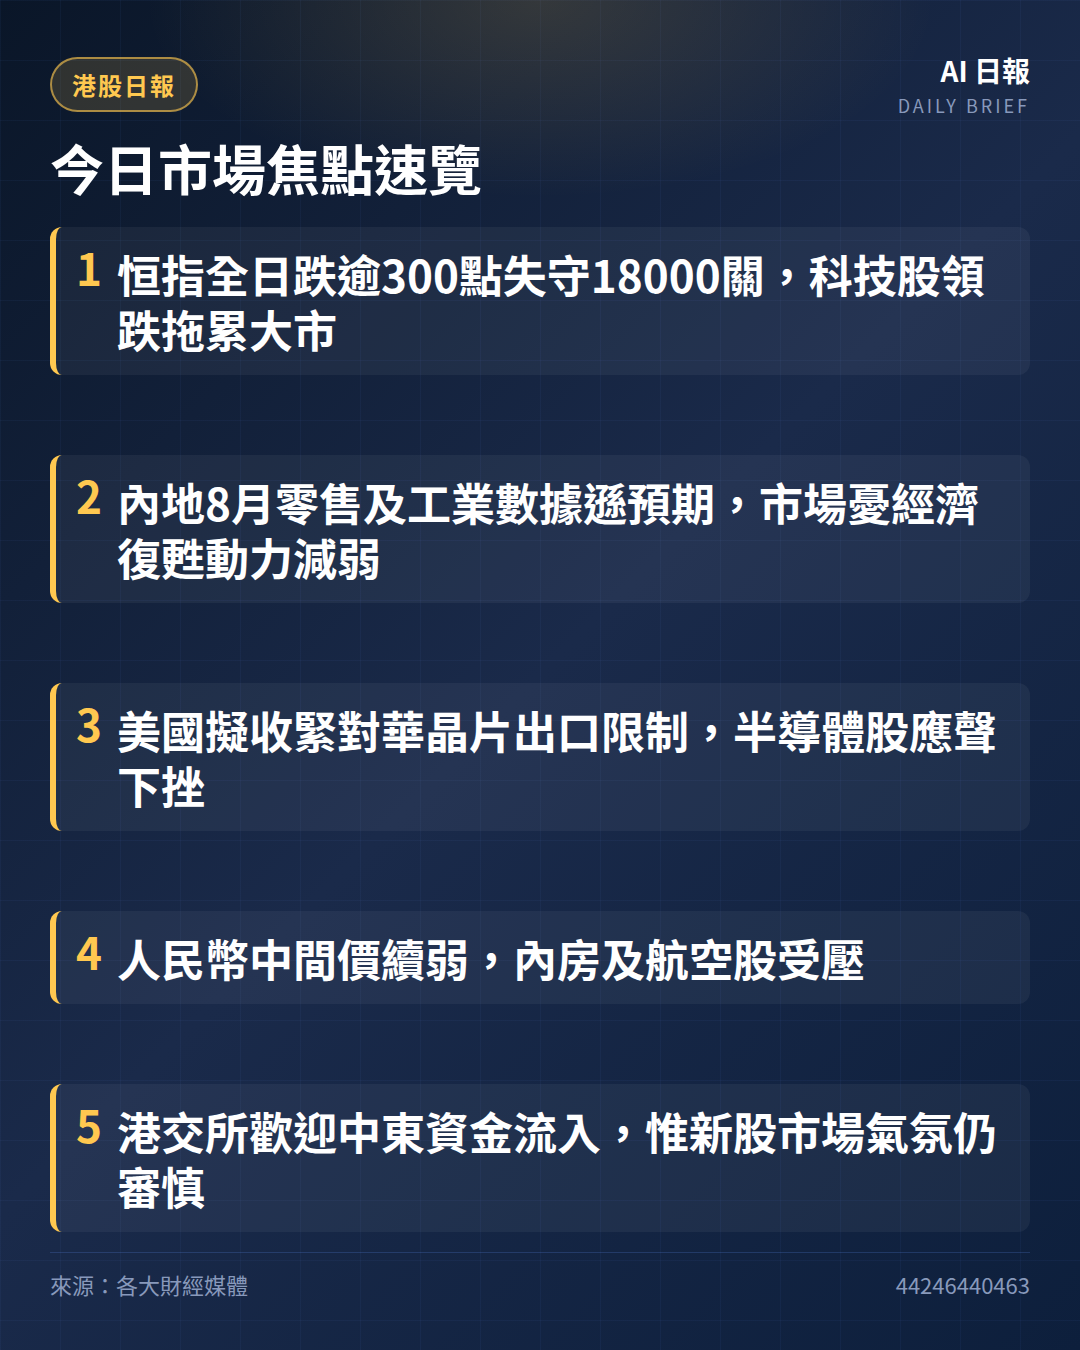 港股日報
AI 日報
DAILY BRIEF
今日市場焦點速覽
1 恒指全日跌逾300點失守18000關，科技股領
跌拖累大市
2 內地8月零售及工業數據遜預期，市場憂經濟
復甦動力減弱
3 美國擬收緊對華晶片出口限制，半導體股應聲
下挫
4 人民幣中間價續弱，內房及航空股受壓
5 港交所歡迎中東資金流入，惟新股市場氣氛仍
審慎
來源：各大財經媒體
44246440463